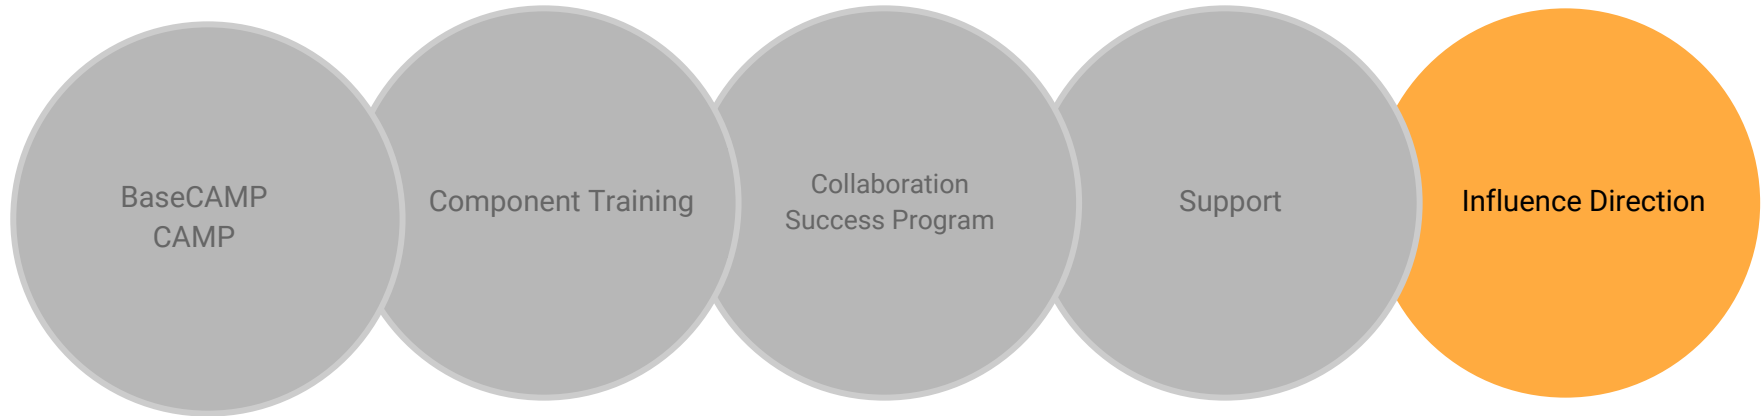 BaseCAMP
CAMP
Component Training
Collaboration
Success Program
Support
Influence Direction